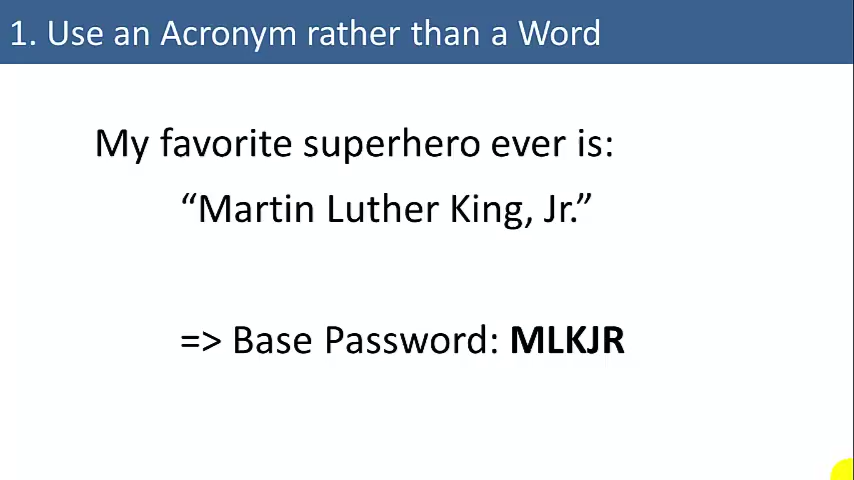 1. Use an Acronym rather than a Word
My favorite superhero ever is:
“Martin Luther King, Jr.”
=> Base Password: MLKJR